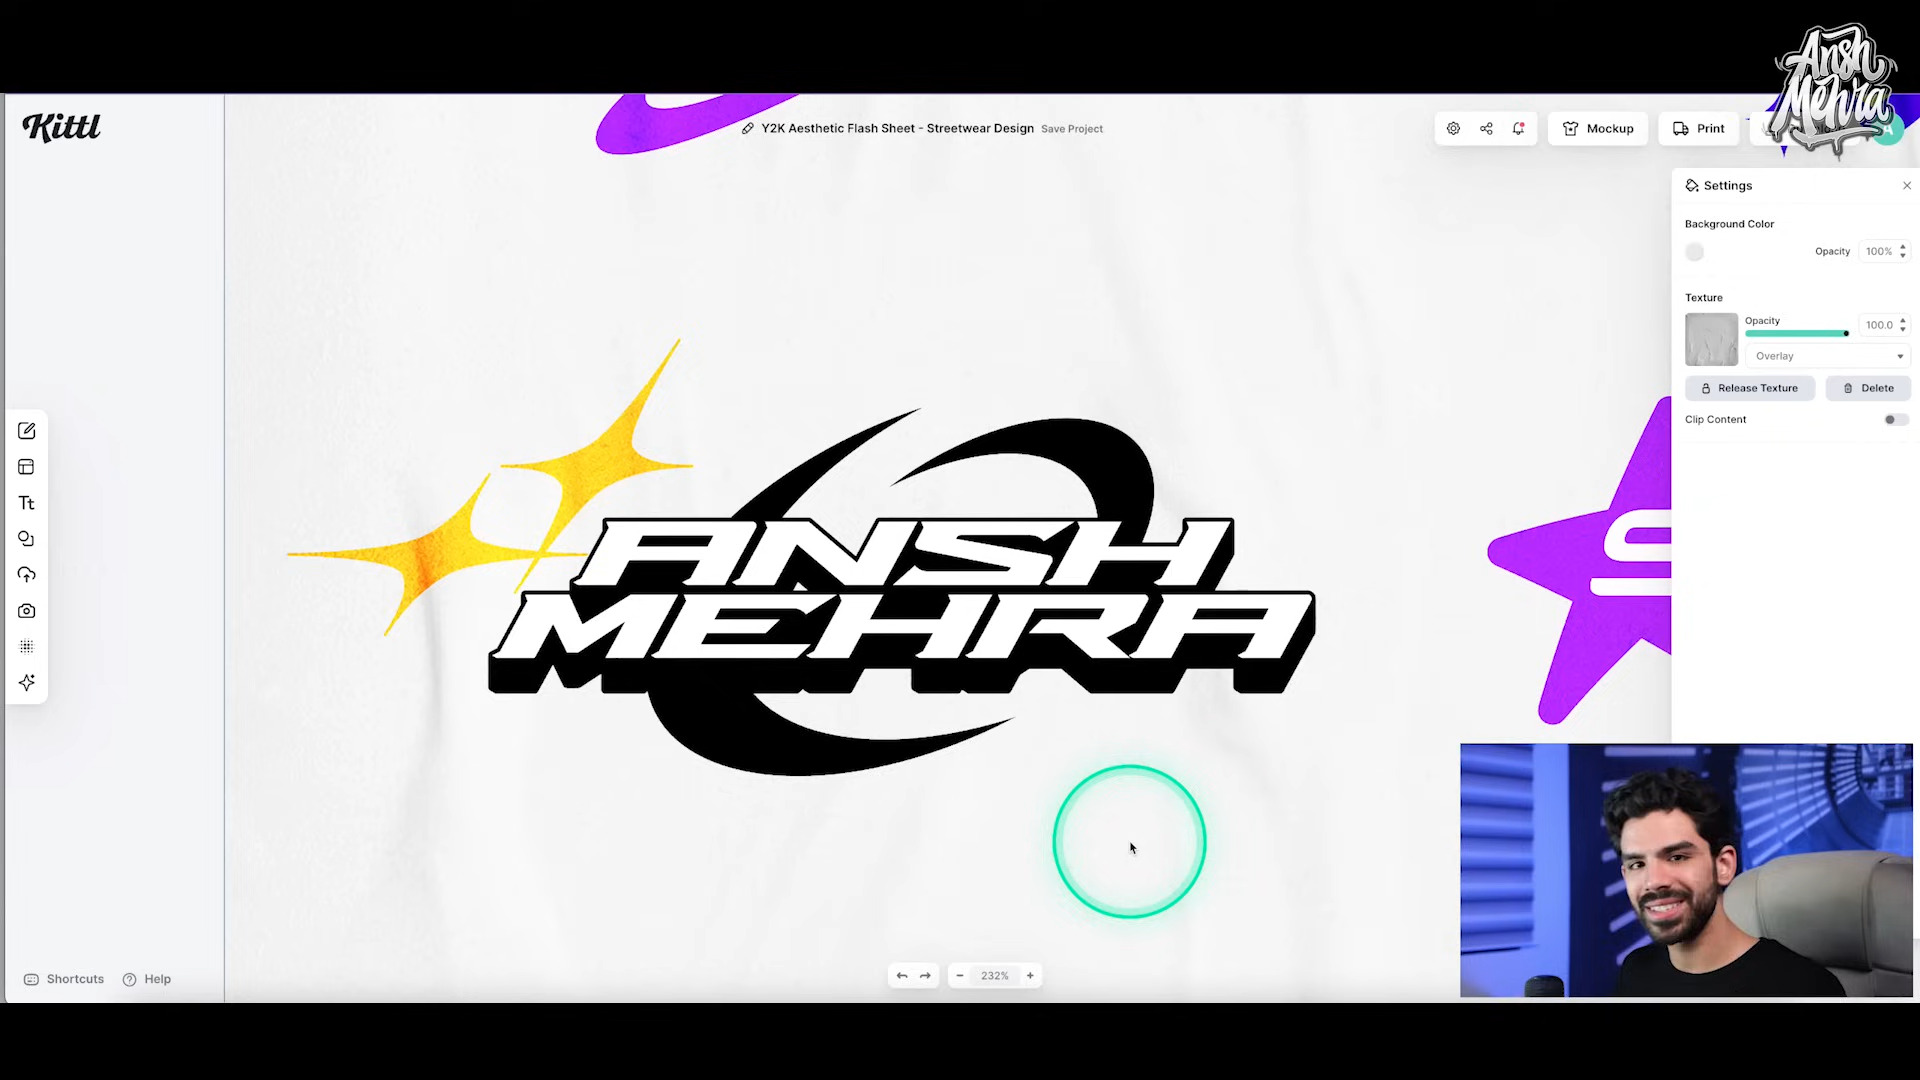 Ansh
Mehra
Kittl
Y2K Aesthetic Flash Sheet - Streetwear Design Save Project
Mockup
Print
Settings
Background Color
Opacity 100%
Texture
Opacity 100.0
Overlay
Release Texture
Delete
Clip Content
Tt
ANSH
MEHRA
Shortcuts
Help
232%